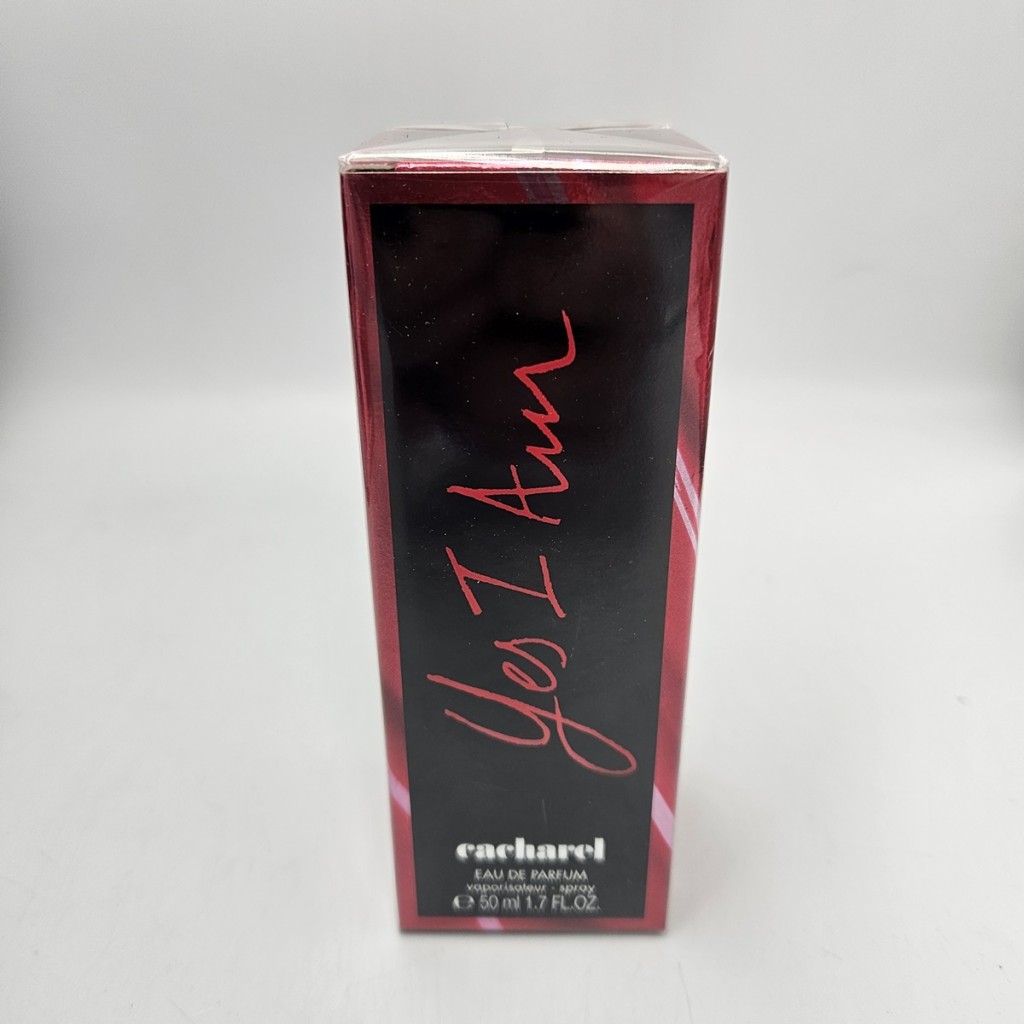 Yes I Am
cacharel
EAU DE PARFUM
vaporisateur - spray
℮ 50 ml 1.7 FL.OZ.